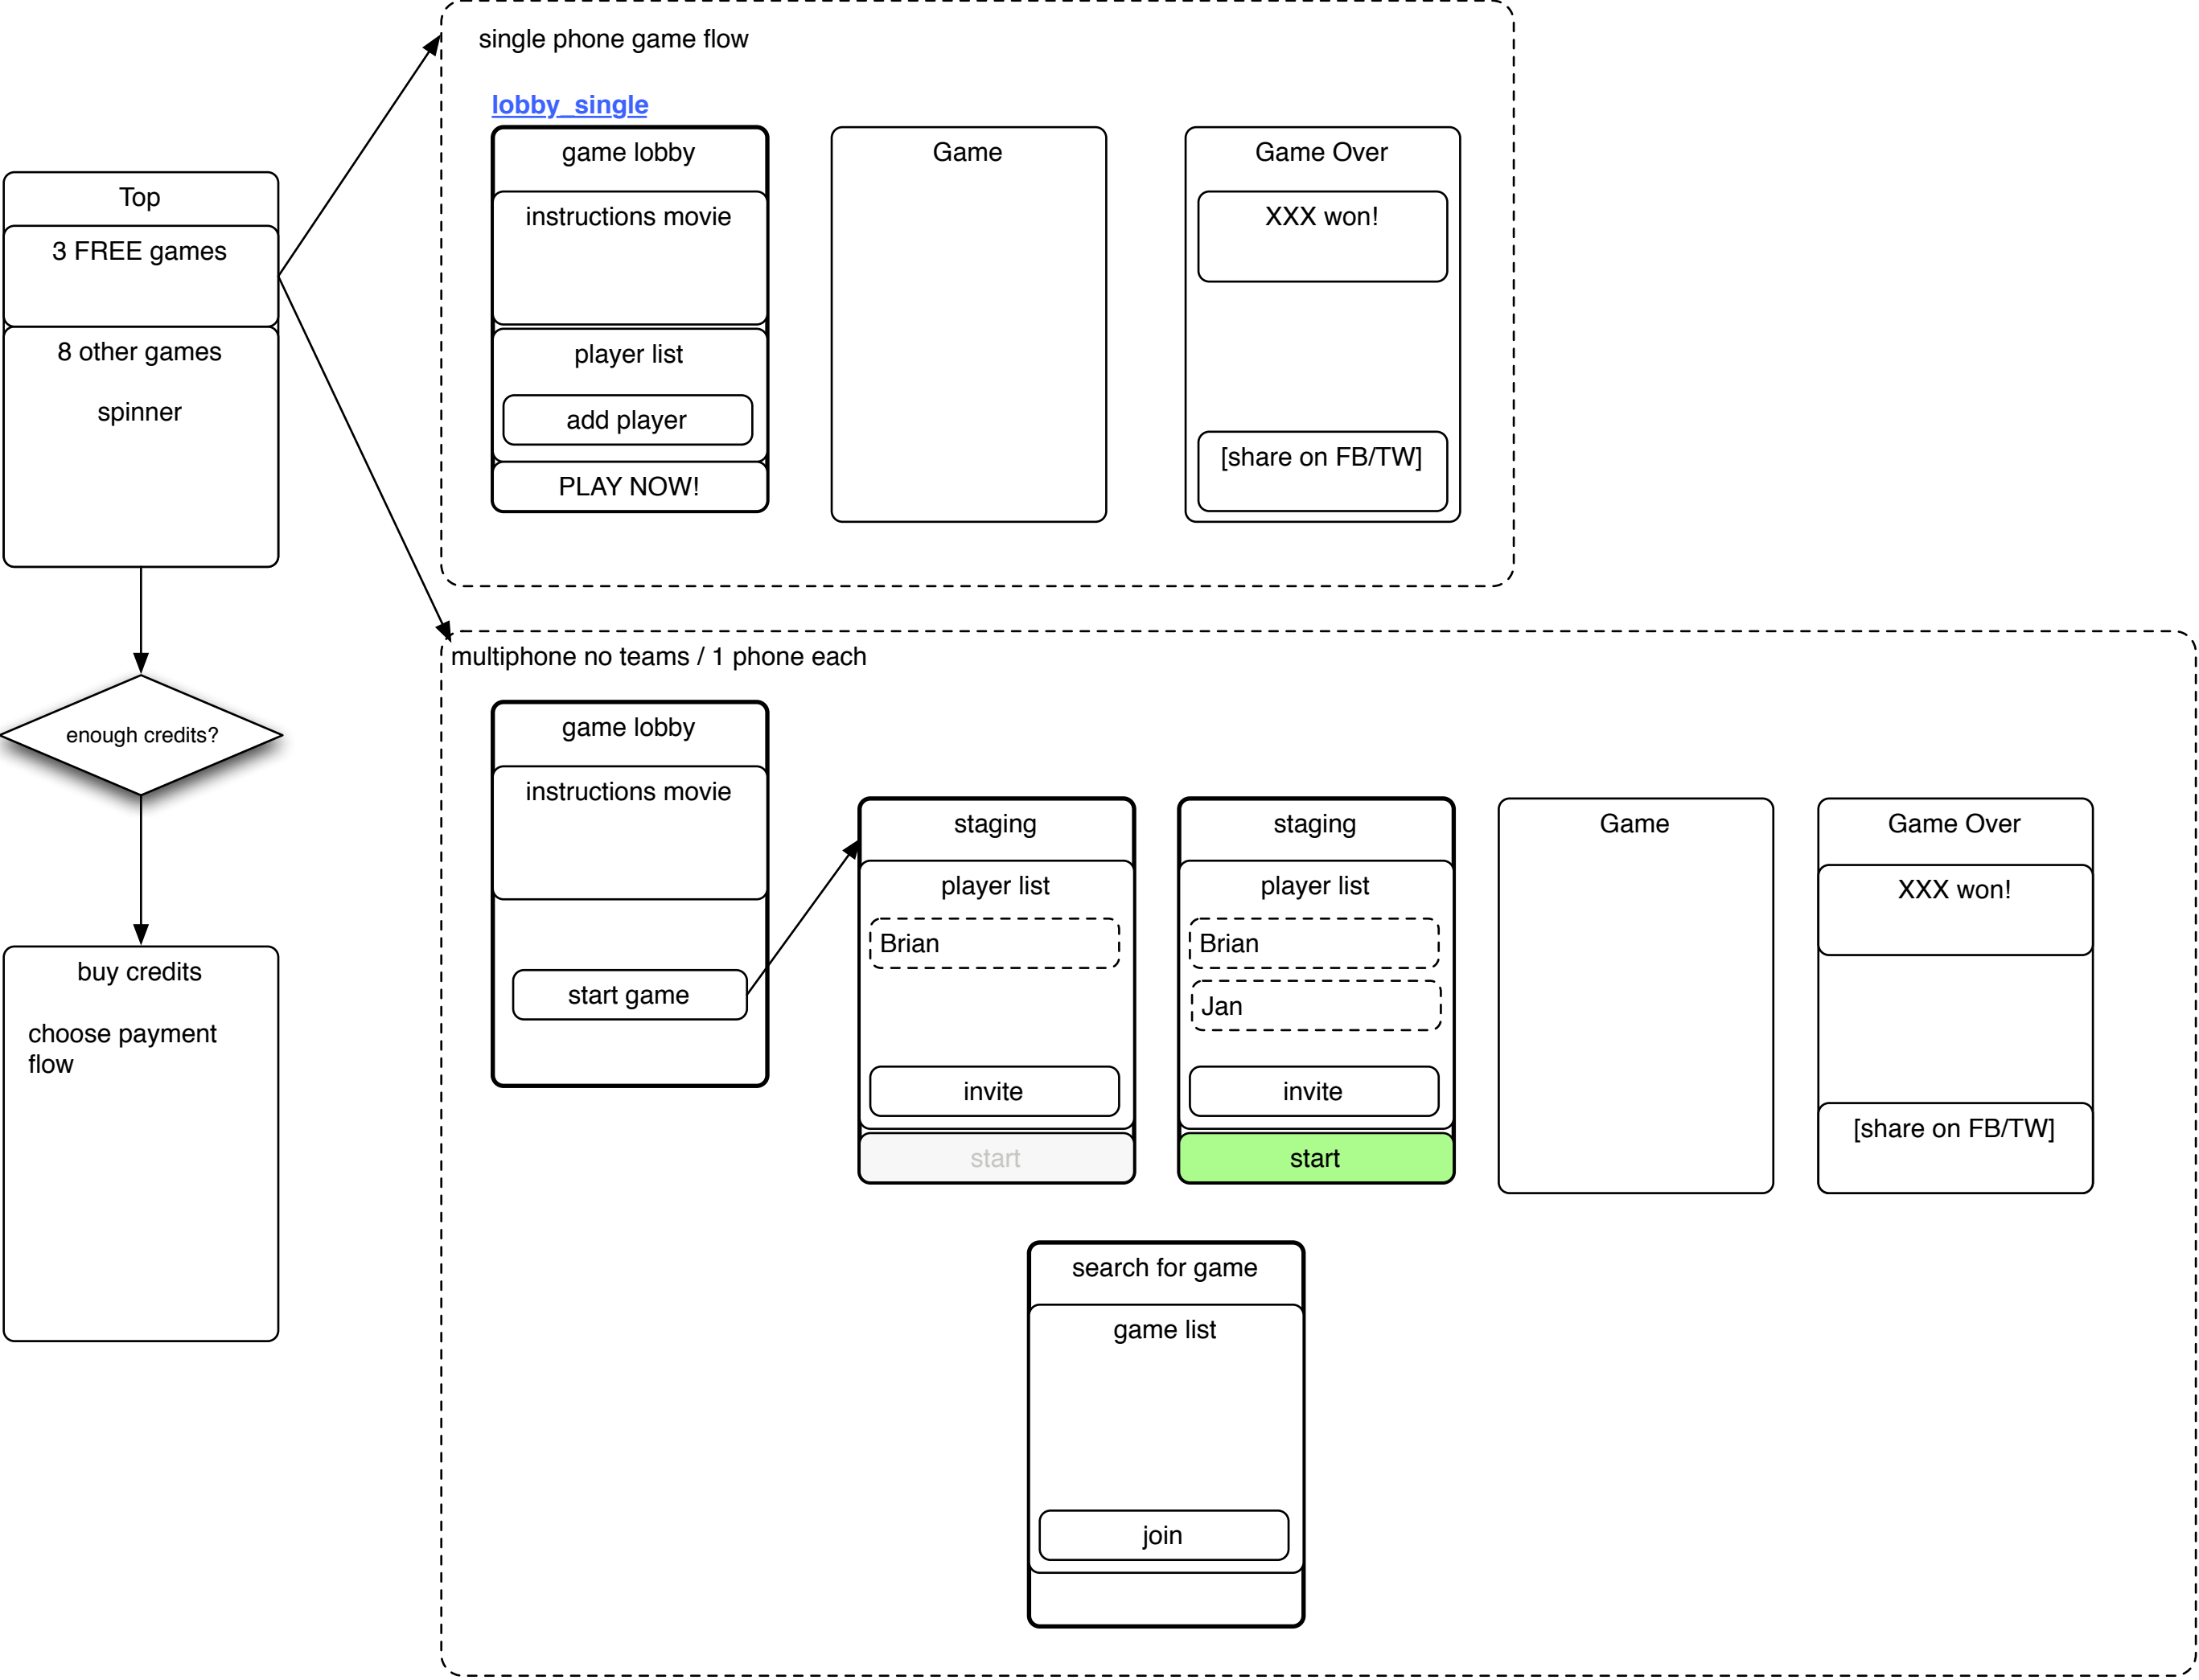 single phone game flow
lobby_single
game lobby
instructions movie
player list
add player
PLAY NOW!
Game
Game Over
XXX won!
[share on FB/TW]
Top
3 FREE games
8 other games
spinner
enough credits?
buy credits
choose payment
flow
multiphone no teams / 1 phone each
game lobby
instructions movie
start game
staging
player list
Brian
invite
start
staging
player list
Brian
Jan
invite
start
Game
Game Over
XXX won!
[share on FB/TW]
search for game
game list
join